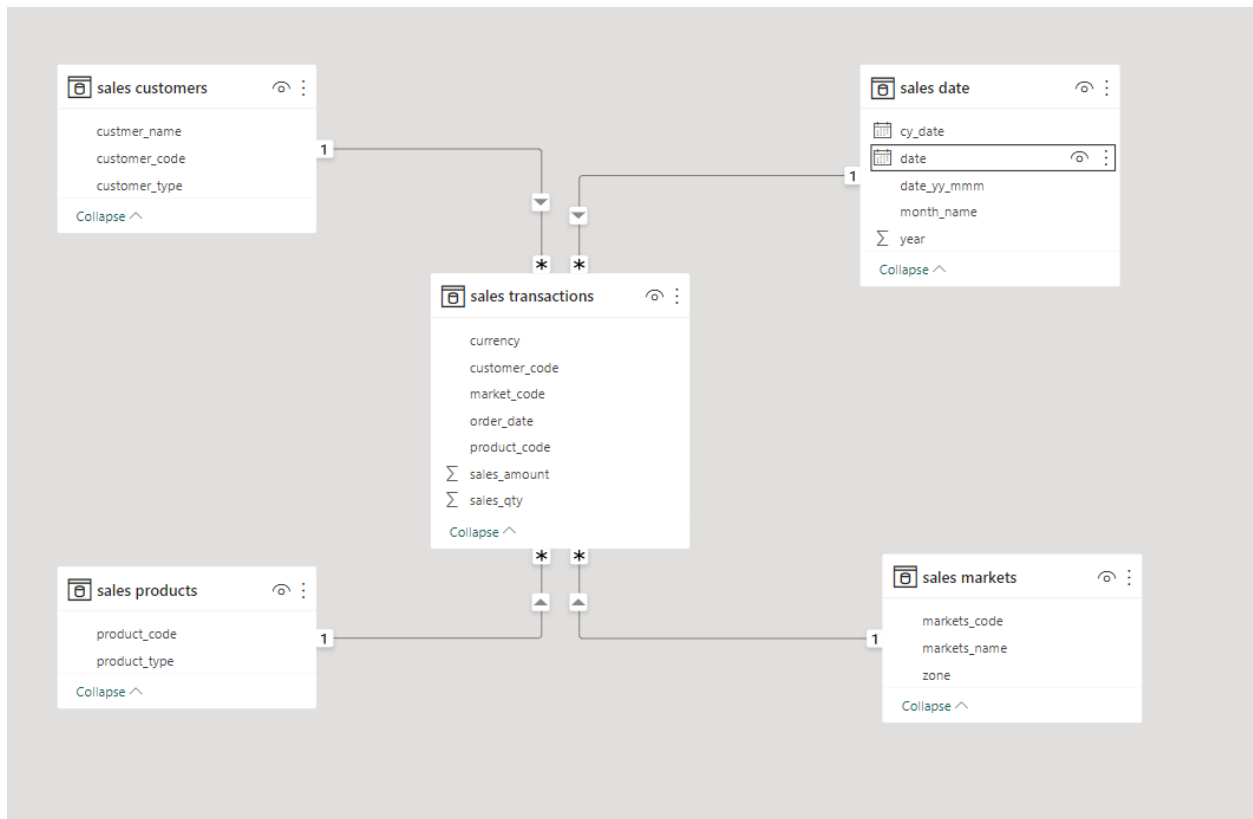 sales customers
custmer_name
customer_code
customer_type
Collapse
1
sales date
cy_date
date
date_yy_mmm
month_name
Σ year
Collapse
1
*
*
sales transactions
currency
customer_code
market_code
order_date
product_code
Σ sales_amount
Σ sales_qty
Collapse
*
*
sales products
product_code
product_type
Collapse
1
sales markets
markets_code
markets_name
zone
Collapse
1